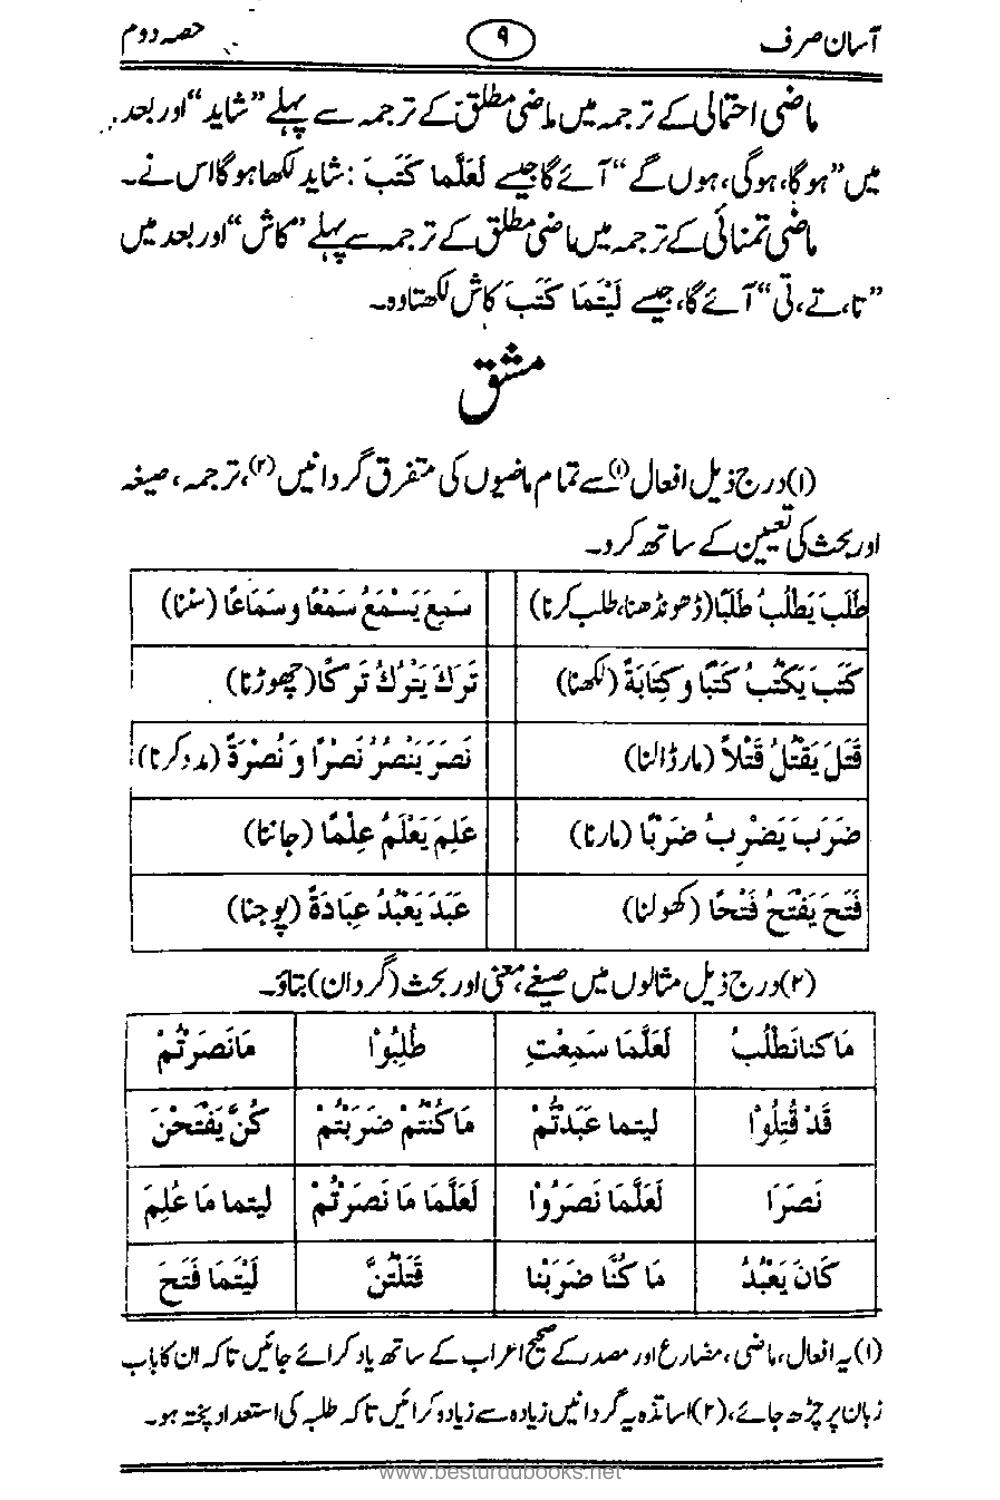 آسان صرف ۹ حصہ دوم
ماضی احتمالی کے ترجمہ میں ماضی مطلق کے ترجمہ سے پہلے ”شاید“ اور بعد
میں ”ہوگا، ہوگی، ہوں گے“ آئے گا جیسے لَعَلَّما كَتَبَ : شاید لکھا ہوگا اس نے۔
ماضی تمنائی کے ترجمہ میں ماضی مطلق کے ترجمہ سے پہلے ”کاش“ اور بعد میں
”تا، تے، تی“ آئے گا، جیسے لَيْتَمَا كَتَبَ کاش لکھتا وہ۔
مشق
(۱) درج ذیل افعال (۱) سے تمام ماضیوں کی متفرق گردانیں (۲)، ترجمہ، صیغہ
اور بحث کی تعیین کے ساتھ کرو۔
طَلَبَ يَطْلُبُ طَلَبًا (ڈھونڈھنا، طلب کرنا) سَمِعَ يَسْمَعُ سَمْعًا و سَمَاعًا (سننا)
كَتَبَ يَكْتُبُ كَتْبًا و كِتَابَةً (لکھنا) تَرَكَ يَتْرُكُ تَركًا (چھوڑنا)
قَتَلَ يَقْتُلُ قَتْلاً (مار ڈالنا) نَصَرَ يَنْصُرُ نَصْرًا وَ نُصْرَةً (مدد کرنا)
ضَرَبَ يَضْرِبُ ضَرْبًا (مارنا) عَلِمَ يَعْلَمُ عِلْمًا (جاننا)
فَتَحَ يَفْتَحُ فَتْحًا (کھولنا) عَبَدَ يَعْبُدُ عِبَادَةً (پوجنا)
(۲) درج ذیل مثالوں میں صیغے، معنی اور بحث (گردان) بتاؤ۔
مَا كنا نَطْلُبُ لَعَلَّمَا سَمِعْتِ طُلِبُوْا مَا نَصَرْتُمْ
قَدْ قُتِلُوْا ليتما عَبَدْتُّمْ مَا كُنْتُمْ ضَرَبْتُمْ كُنَّ يَفْتَحْنَ
نَصَرَا لَعَلَّمَا نَصَرُوْا لَعَلَّمَا مَا نَصَرْتُمْ ليتما مَا عُلِمَ
كَانَ يَعْبُدُ مَا كُنَّا ضَرَبْنا قَتَلْتُنَّ لَيْتَمَا فَتَحَ
(۱) یہ افعال، ماضی، مضارع اور مصدر کے صحیح اعراب کے ساتھ یاد کرائے جائیں تاکہ ان کا باب
زبان پر چڑھ جائے، (۲) اساتذہ یہ گردانیں زیادہ سے زیادہ کرائیں تاکہ طلبہ کی استعداد پختہ ہو۔
www.besturdubooks.net